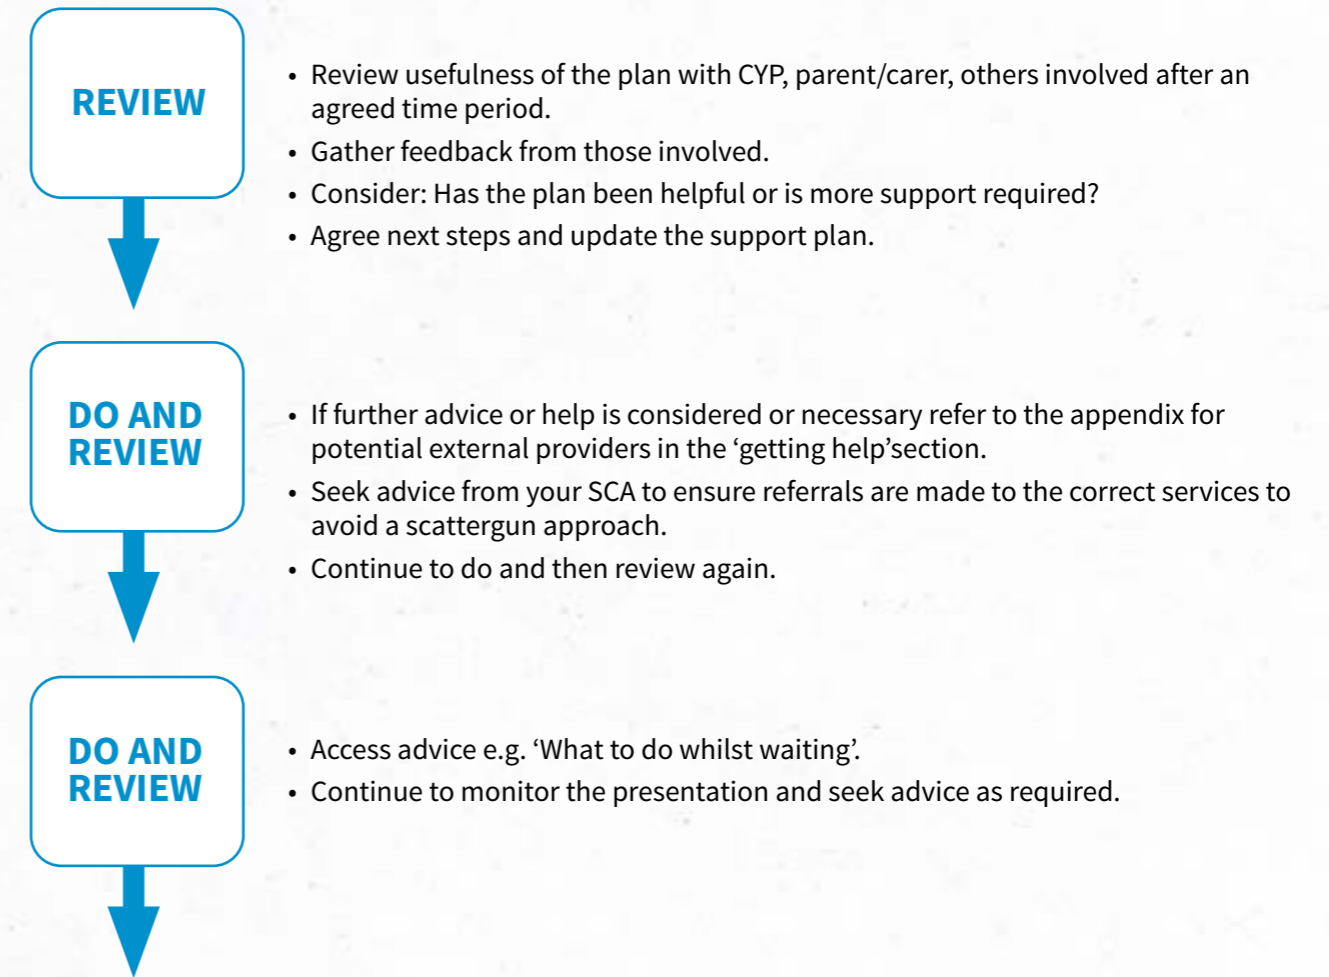 REVIEW
• Review usefulness of the plan with CYP, parent/carer, others involved after an
agreed time period.
• Gather feedback from those involved.
• Consider: Has the plan been helpful or is more support required?
• Agree next steps and update the support plan.
DO AND
REVIEW
• If further advice or help is considered or necessary refer to the appendix for
potential external providers in the ‘getting help’section.
• Seek advice from your SCA to ensure referrals are made to the correct services to
avoid a scattergun approach.
• Continue to do and then review again.
DO AND
REVIEW
• Access advice e.g. ‘What to do whilst waiting’.
• Continue to monitor the presentation and seek advice as required.